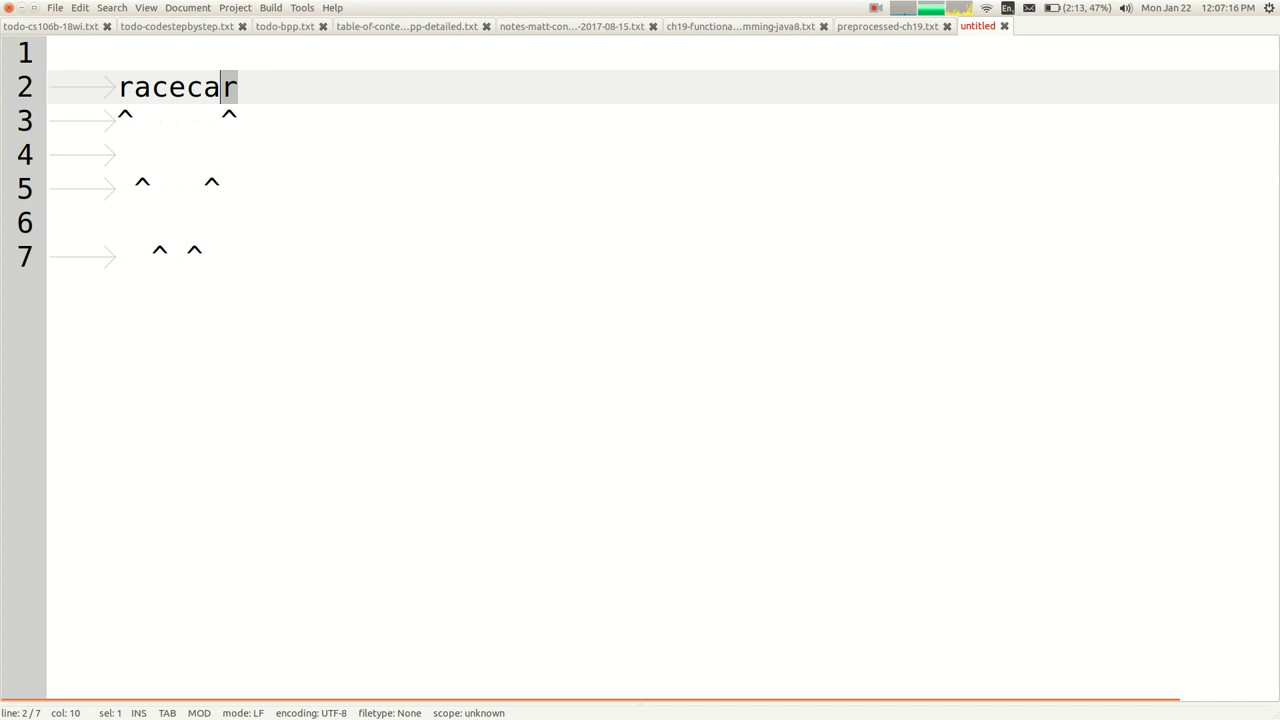 File Edit Search View Document Project Build Tools Help En (2:13, 47%) Mon Jan 22 12:07:16 PM
todo-cs106b-18wi.txt todo-codestepbystep.txt todo-bpp.txt table-of-conte...pp-detailed.txt notes-matt-con...-2017-08-15.txt ch19-functiona...mming-java8.txt preprocessed-ch19.txt untitled
1
2 racecar
3 ^ ^
4
5 ^ ^
6
7 ^ ^
line: 2 / 7 col: 10 sel: 1 INS TAB MOD mode: LF encoding: UTF-8 filetype: None scope: unknown